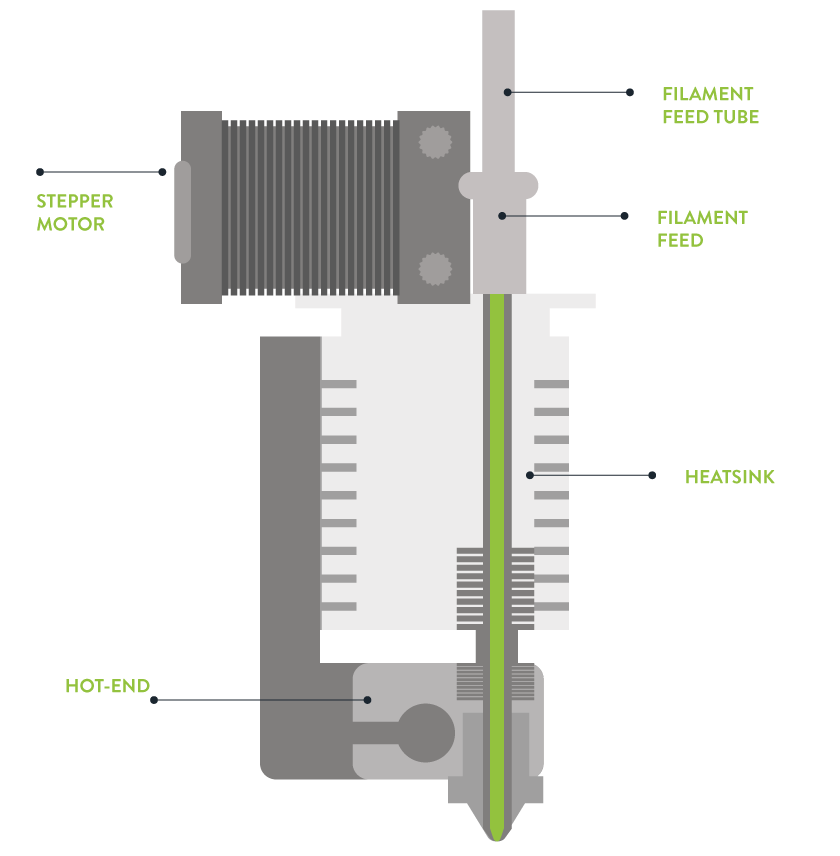 FILAMENT
FEED TUBE
STEPPER
MOTOR
FILAMENT
FEED
HEATSINK
HOT-END